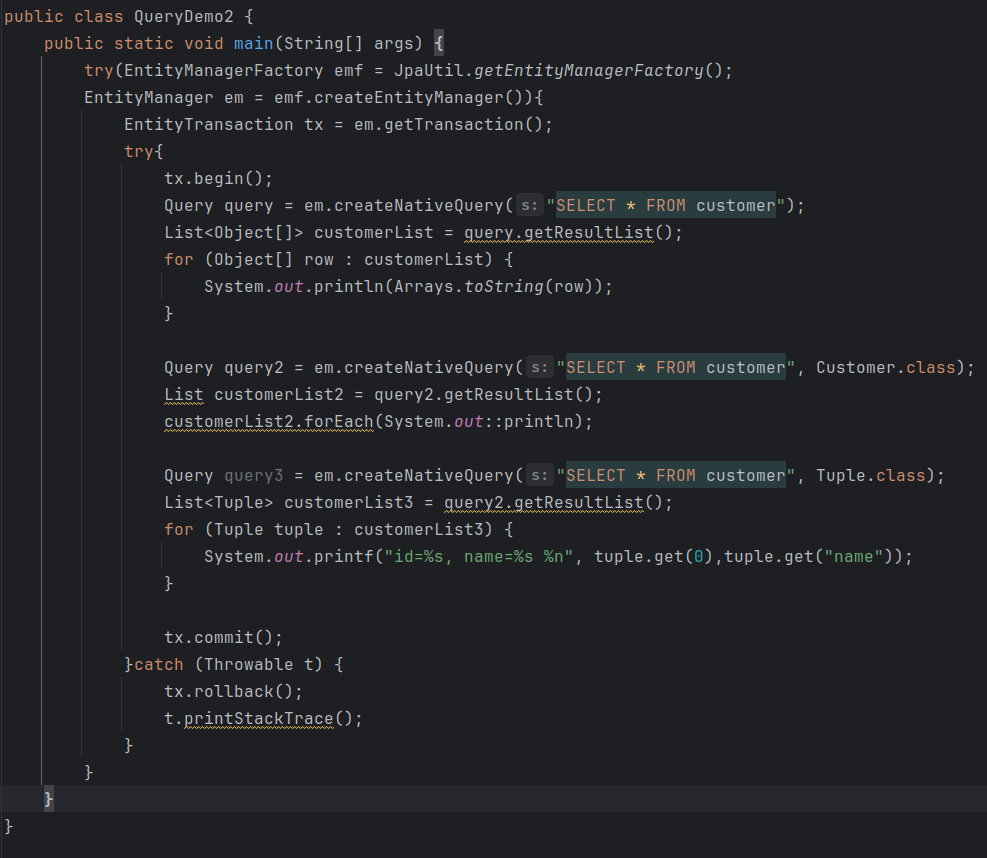 public class QueryDemo2 {
    public static void main(String[] args) {
        try(EntityManagerFactory emf = JpaUtil.getEntityManagerFactory();
        EntityManager em = emf.createEntityManager()){
            EntityTransaction tx = em.getTransaction();
            try{
                tx.begin();
                Query query = em.createNativeQuery( s: "SELECT * FROM customer");
                List<Object[]> customerList = query.getResultList();
                for (Object[] row : customerList) {
                    System.out.println(Arrays.toString(row));
                }

                Query query2 = em.createNativeQuery( s: "SELECT * FROM customer", Customer.class);
                List customerList2 = query2.getResultList();
                customerList2.forEach(System.out::println);

                Query query3 = em.createNativeQuery( s: "SELECT * FROM customer", Tuple.class);
                List<Tuple> customerList3 = query2.getResultList();
                for (Tuple tuple : customerList3) {
                    System.out.printf("id=%s, name=%s %n", tuple.get(0),tuple.get("name"));
                }

                tx.commit();
            }catch (Throwable t) {
                tx.rollback();
                t.printStackTrace();
            }
        }
    }
}